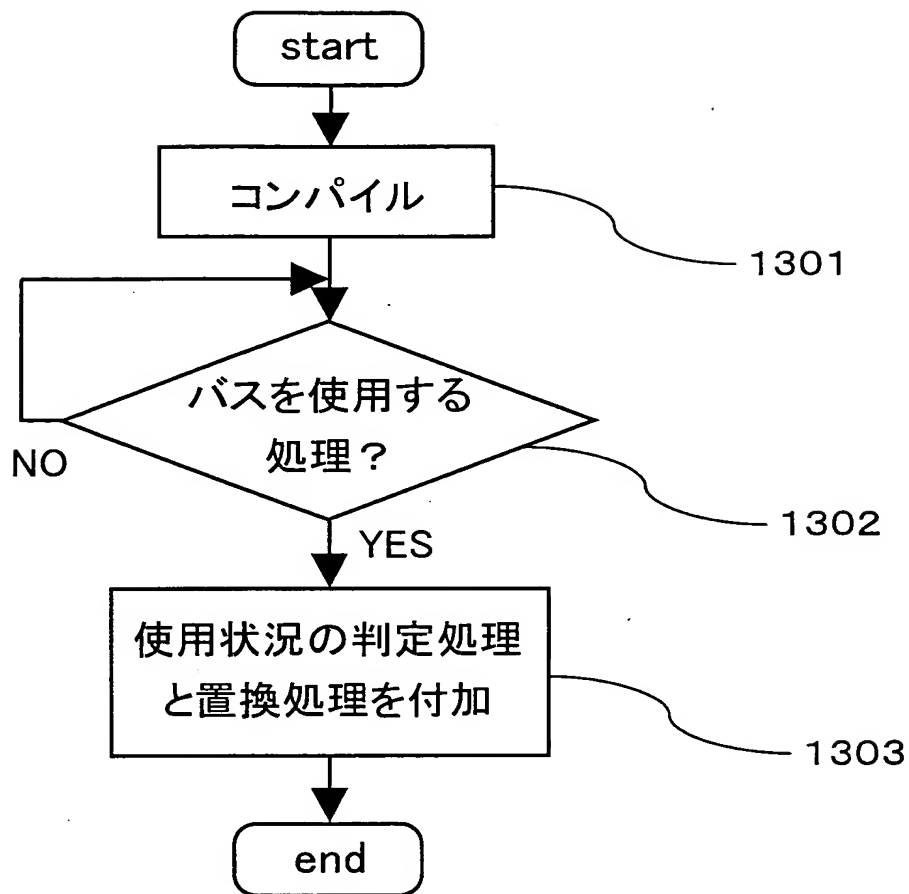 start
コンパイル
1301
バスを使用する
処理?
NO
1302
YES
使用状況の判定処理
と置換処理を付加
1303
end